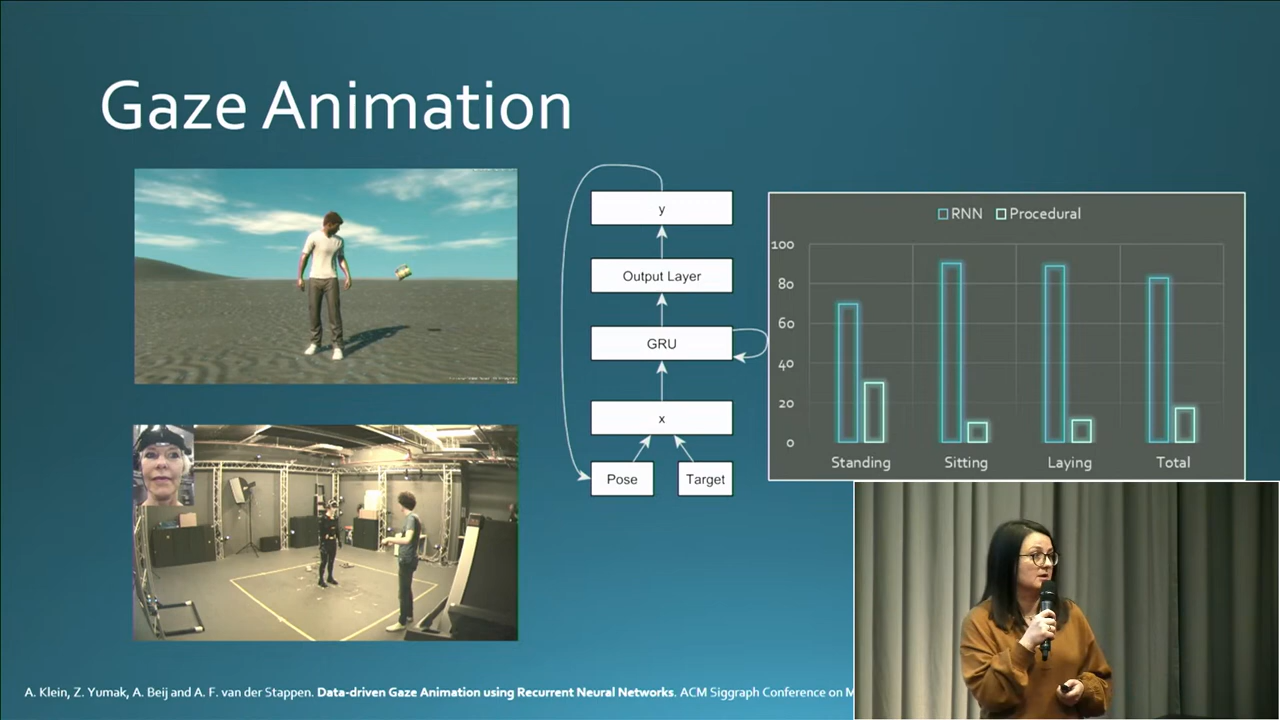 Gaze Animation
y
Output Layer
GRU
x
Pose
Target
RNN Procedural
100
80
60
40
20
0
Standing Sitting Laying Total
A. Klein, Z. Yumak, A. Beij and A. F. van der Stappen. Data-driven Gaze Animation using Recurrent Neural Networks. ACM Siggraph Conference on M